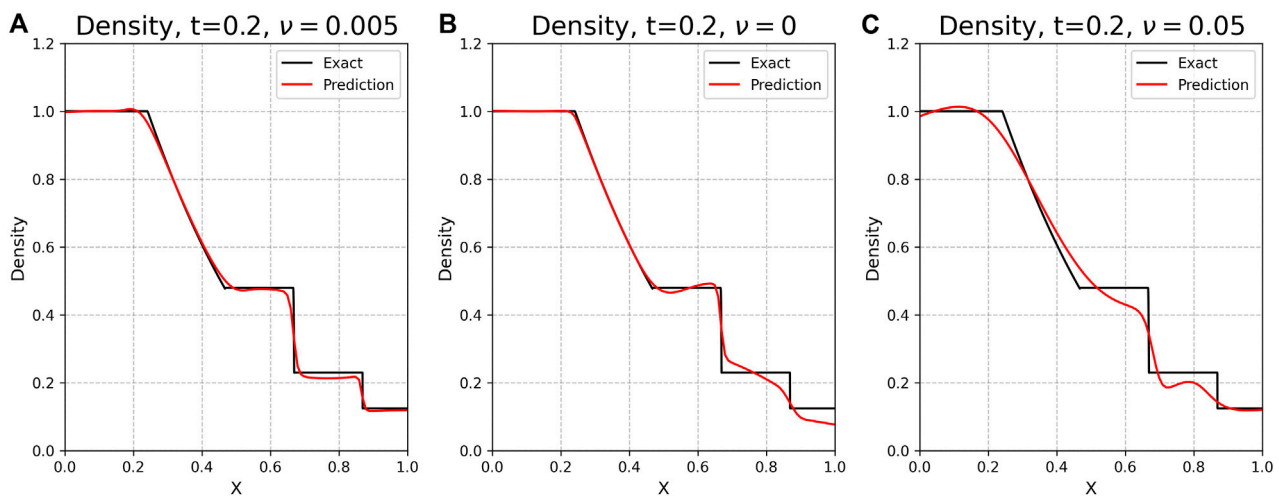 A
Density, t=0.2, ν = 0.005
Exact
Prediction
Density
1.2
1.0
0.8
0.6
0.4
0.2
0.0
0.0 0.2 0.4 0.6 0.8 1.0
X
B
Density, t=0.2, ν = 0
Exact
Prediction
Density
1.2
1.0
0.8
0.6
0.4
0.2
0.0
0.0 0.2 0.4 0.6 0.8 1.0
X
C
Density, t=0.2, ν = 0.05
Exact
Prediction
Density
1.2
1.0
0.8
0.6
0.4
0.2
0.0
0.0 0.2 0.4 0.6 0.8 1.0
X